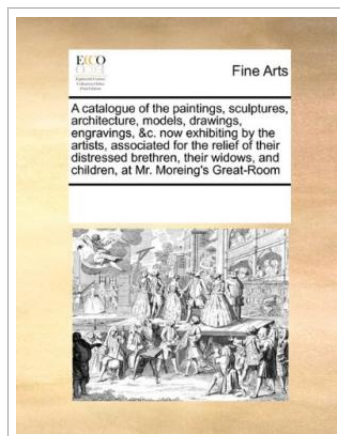 ECCO
Fine Arts
A catalogue of the paintings, sculptures,
architecture, models, drawings,
engravings, &c. now exhibiting by the
artists, associated for the relief of their
distressed brethren, their widows, and
children, at Mr. Moreing's Great-Room